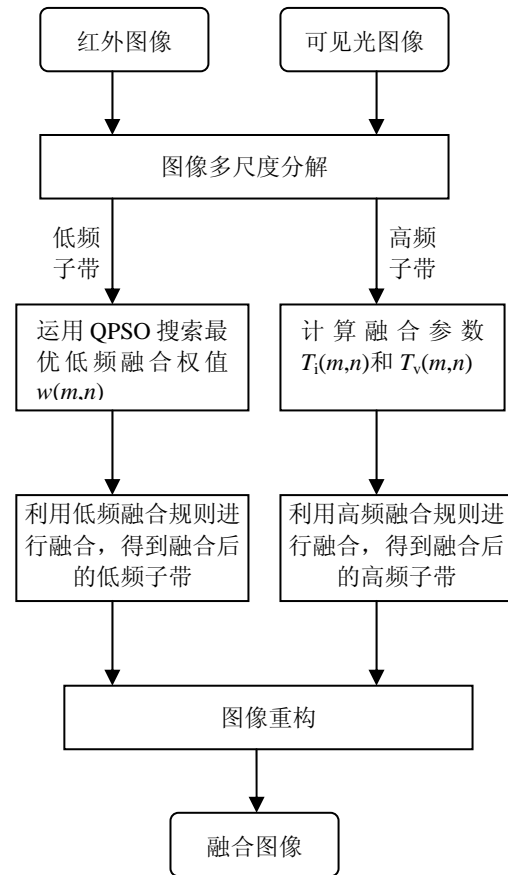 红外图像
可见光图像
图像多尺度分解
低频
子带
高频
子带
运用 QPSO 搜索最
优低频融合权值
w(m,n)
计算融合参数
Ti(m,n)和 Tv(m,n)
利用低频融合规则进
行融合，得到融合后
的低频子带
利用高频融合规则进
行融合，得到融合后
的高频子带
图像重构
融合图像